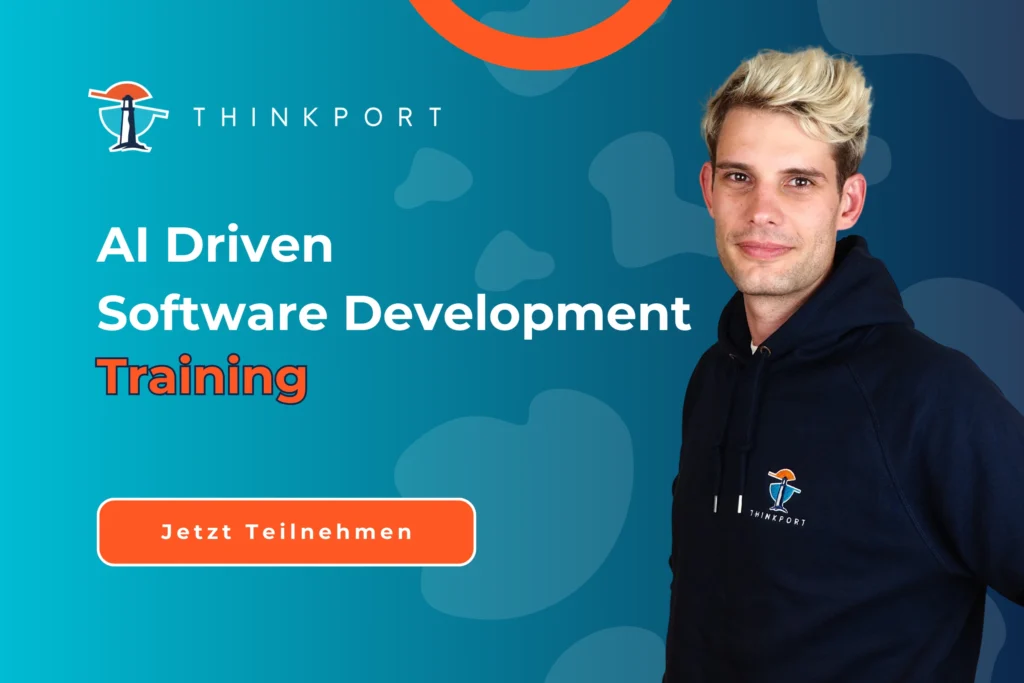 THINKPORT
AI Driven
Software Development
Training
Jetzt Teilnehmen
THINKPORT